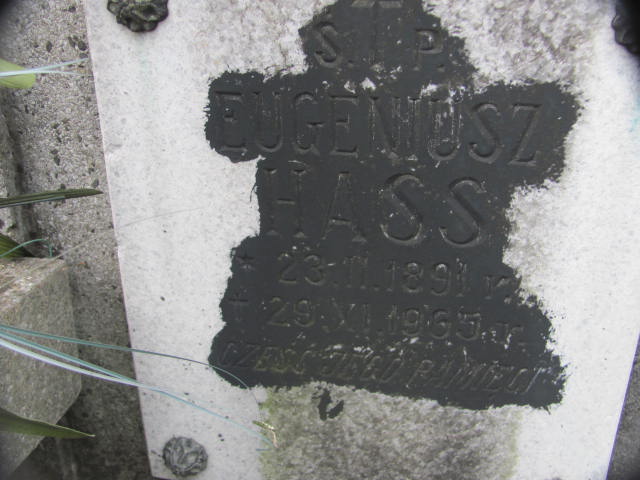 Ś. † P.
EUGENIUSZ
HASS
* 23.II.1891 r.
† 29.XI.1965 r.
CZEŚĆ JEGO PAMIĘCI